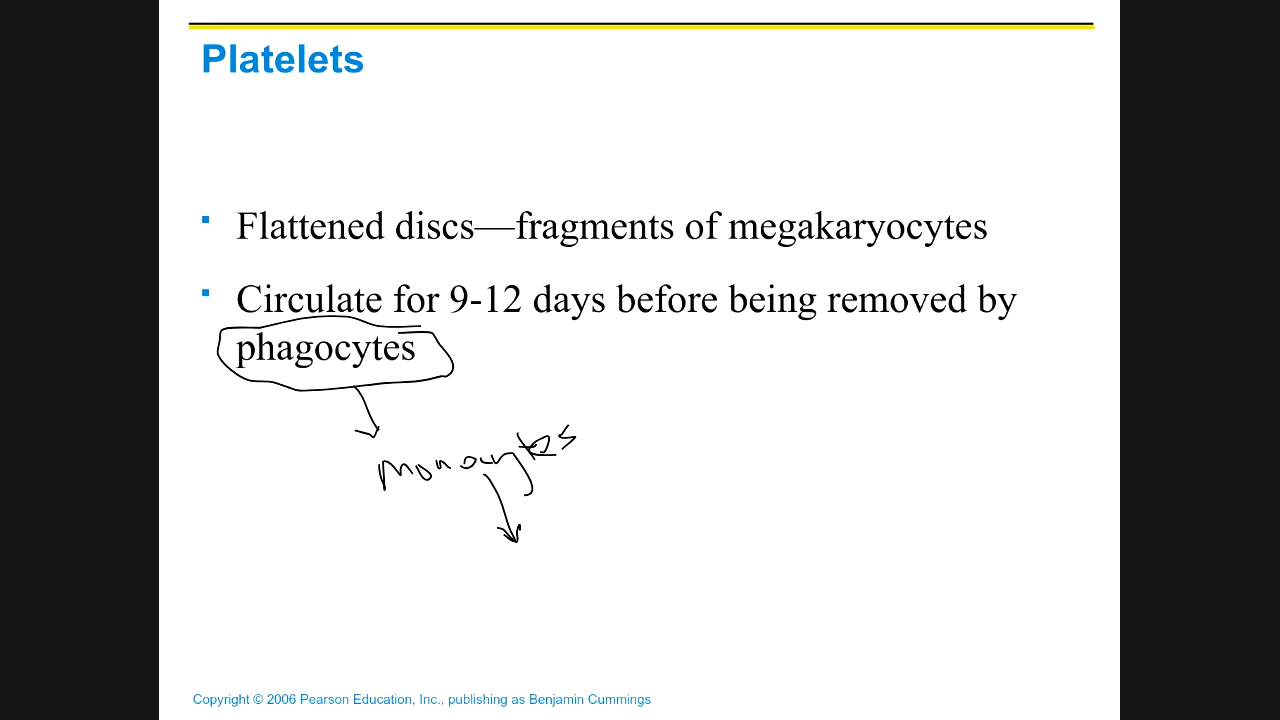 Platelets
Flattened discs—fragments of megakaryocytes
Circulate for 9-12 days before being removed by
phagocytes
monocytes
Copyright © 2006 Pearson Education, Inc., publishing as Benjamin Cummings